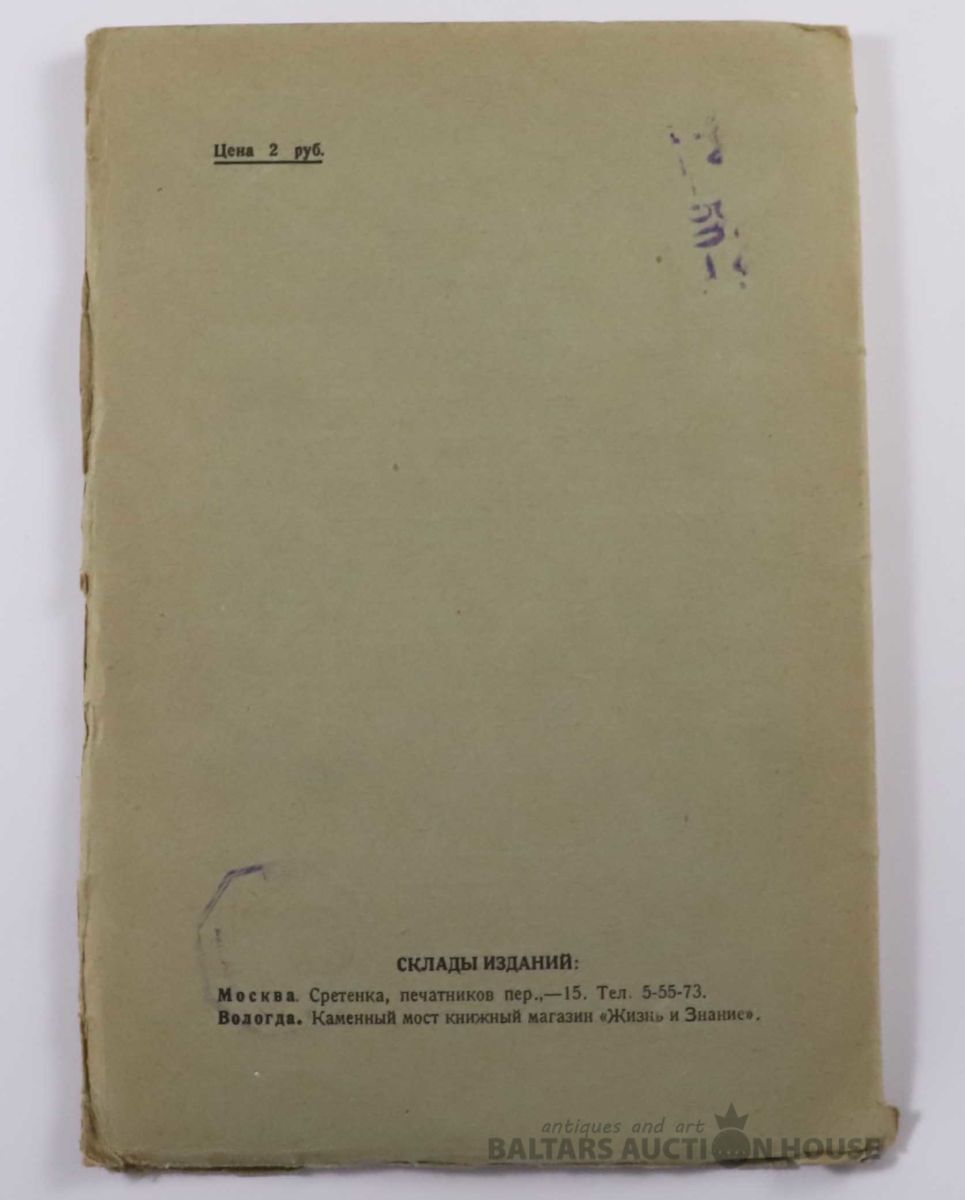 Цена 2 руб.
50
СКЛАДЫ ИЗДАНИЙ:
Москва. Сретенка, печатников пер.,—15. Тел. 5-55-73.
Вологда. Каменный мост книжный магазин «Жизнь и Знание».
antiques and art
BALTARS AUCTION HOUSE